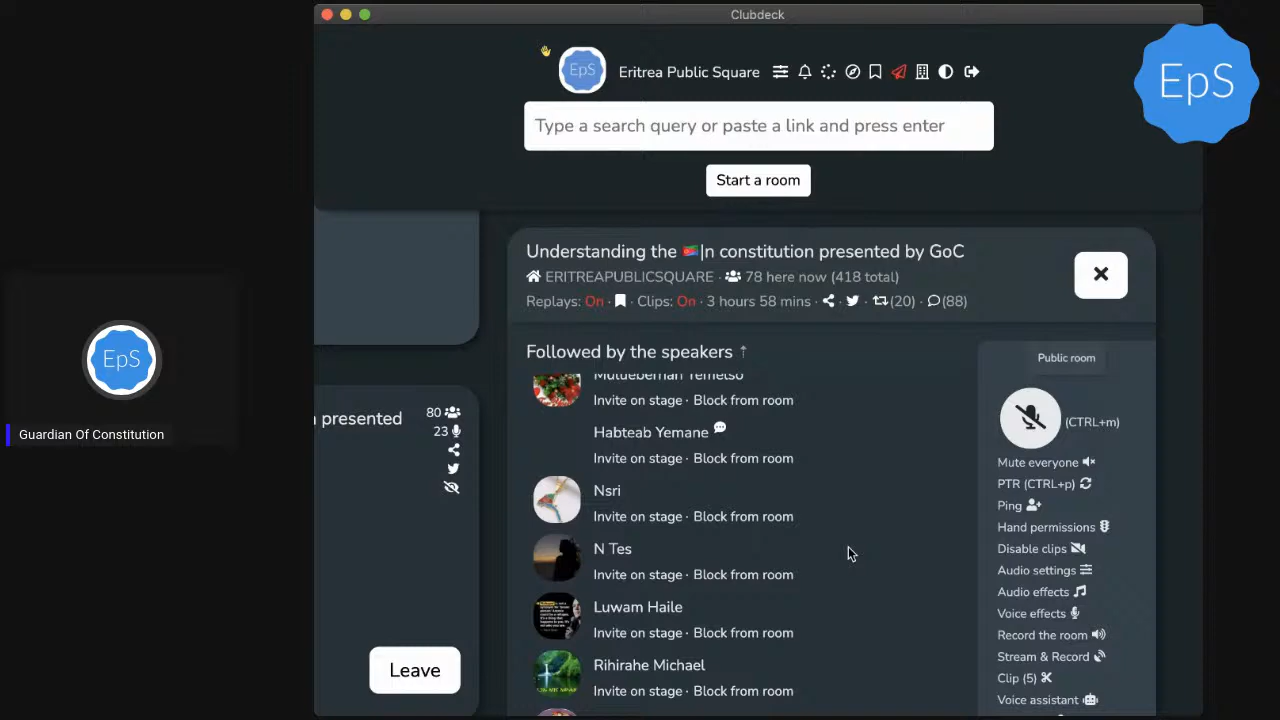 Clubdeck
EpS
Eritrea Public Square
EpS
Type a search query or paste a link and press enter
Start a room
Understanding the 🇪🇷|n constitution presented by GoC
ERITREAPUBLICSQUARE · 78 here now (418 total)
Replays: On · Clips: On · 3 hours 58 mins · (20) · (88)
Followed by the speakers ↑
Public room
Invite on stage · Block from room
n presented
80
23
Habteab Yemane
Invite on stage · Block from room
(CTRL+m)
EpS
Guardian Of Constitution
Nsri
Invite on stage · Block from room
N Tes
Invite on stage · Block from room
Luwam Haile
Invite on stage · Block from room
Rihirahe Michael
Invite on stage · Block from room
Mute everyone
PTR (CTRL+p)
Ping
Hand permissions
Disable clips
Audio settings
Audio effects
Voice effects
Record the room
Stream & Record
Clip (5)
Voice assistant
Leave